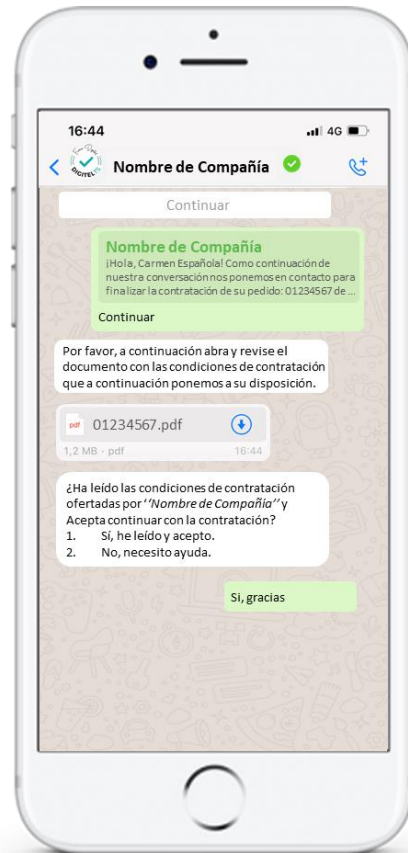 16:44
4G
DIGITEL TS
Nombre de Compañía
Continuar
Nombre de Compañía
¡Hola, Carmen Española! Como continuación de
nuestra conversación nos ponemos en contacto para
finalizar la contratación de su pedido: 01234567 de ...
Continuar
Por favor, a continuación abra y revise el
documento con las condiciones de contratación
que a continuación ponemos a su disposición.
pdf 01234567.pdf
1,2 MB · pdf 16:44
¿Ha leído las condiciones de contratación
ofertadas por ‘‘Nombre de Compañía’’ y
Acepta continuar con la contratación?
1. Sí, he leído y acepto.
2. No, necesito ayuda.
Si, gracias